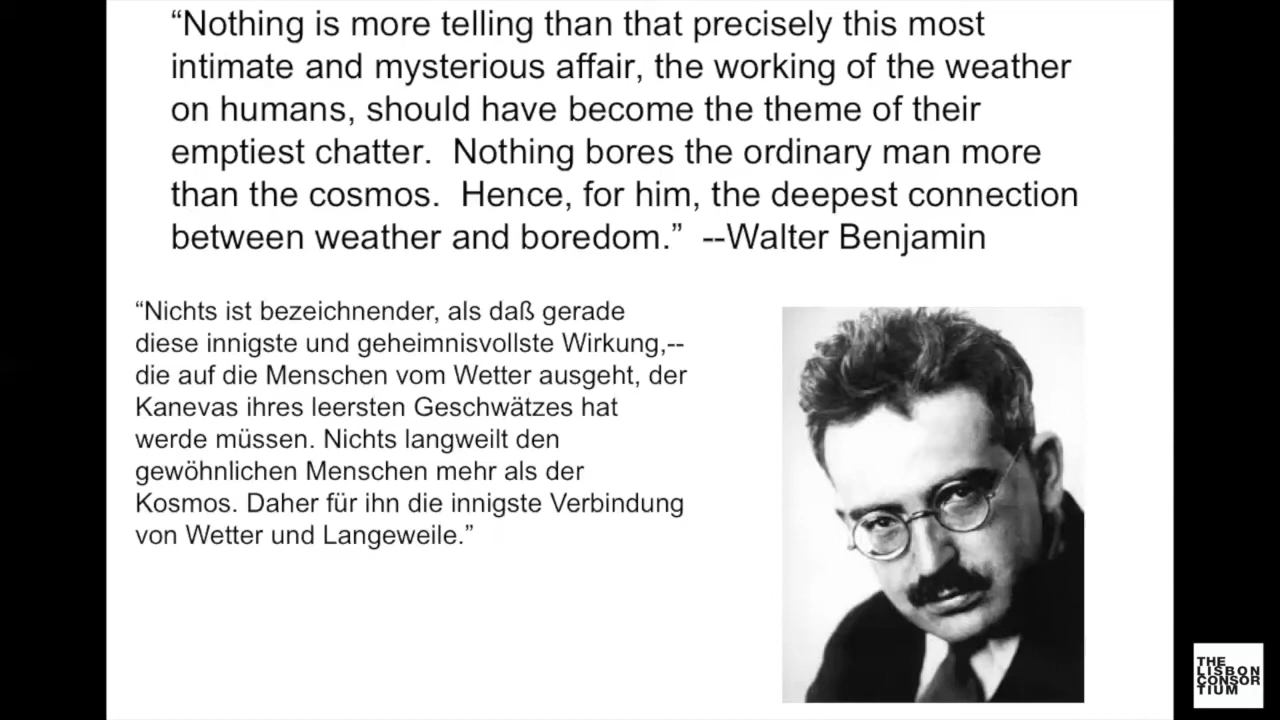 “Nothing is more telling than that precisely this most
intimate and mysterious affair, the working of the weather
on humans, should have become the theme of their
emptiest chatter.  Nothing bores the ordinary man more
than the cosmos.  Hence, for him, the deepest connection
between weather and boredom.”  --Walter Benjamin
“Nichts ist bezeichnender, als daß gerade
diese innigste und geheimnisvollste Wirkung,--
die auf die Menschen vom Wetter ausgeht, der
Kanevas ihres leersten Geschwätzes hat
werde müssen. Nichts langweilt den
gewöhnlichen Menschen mehr als der
Kosmos. Daher für ihn die innigste Verbindung
von Wetter und Langeweile.”
THE
LISBON
CONSOR
TIUM